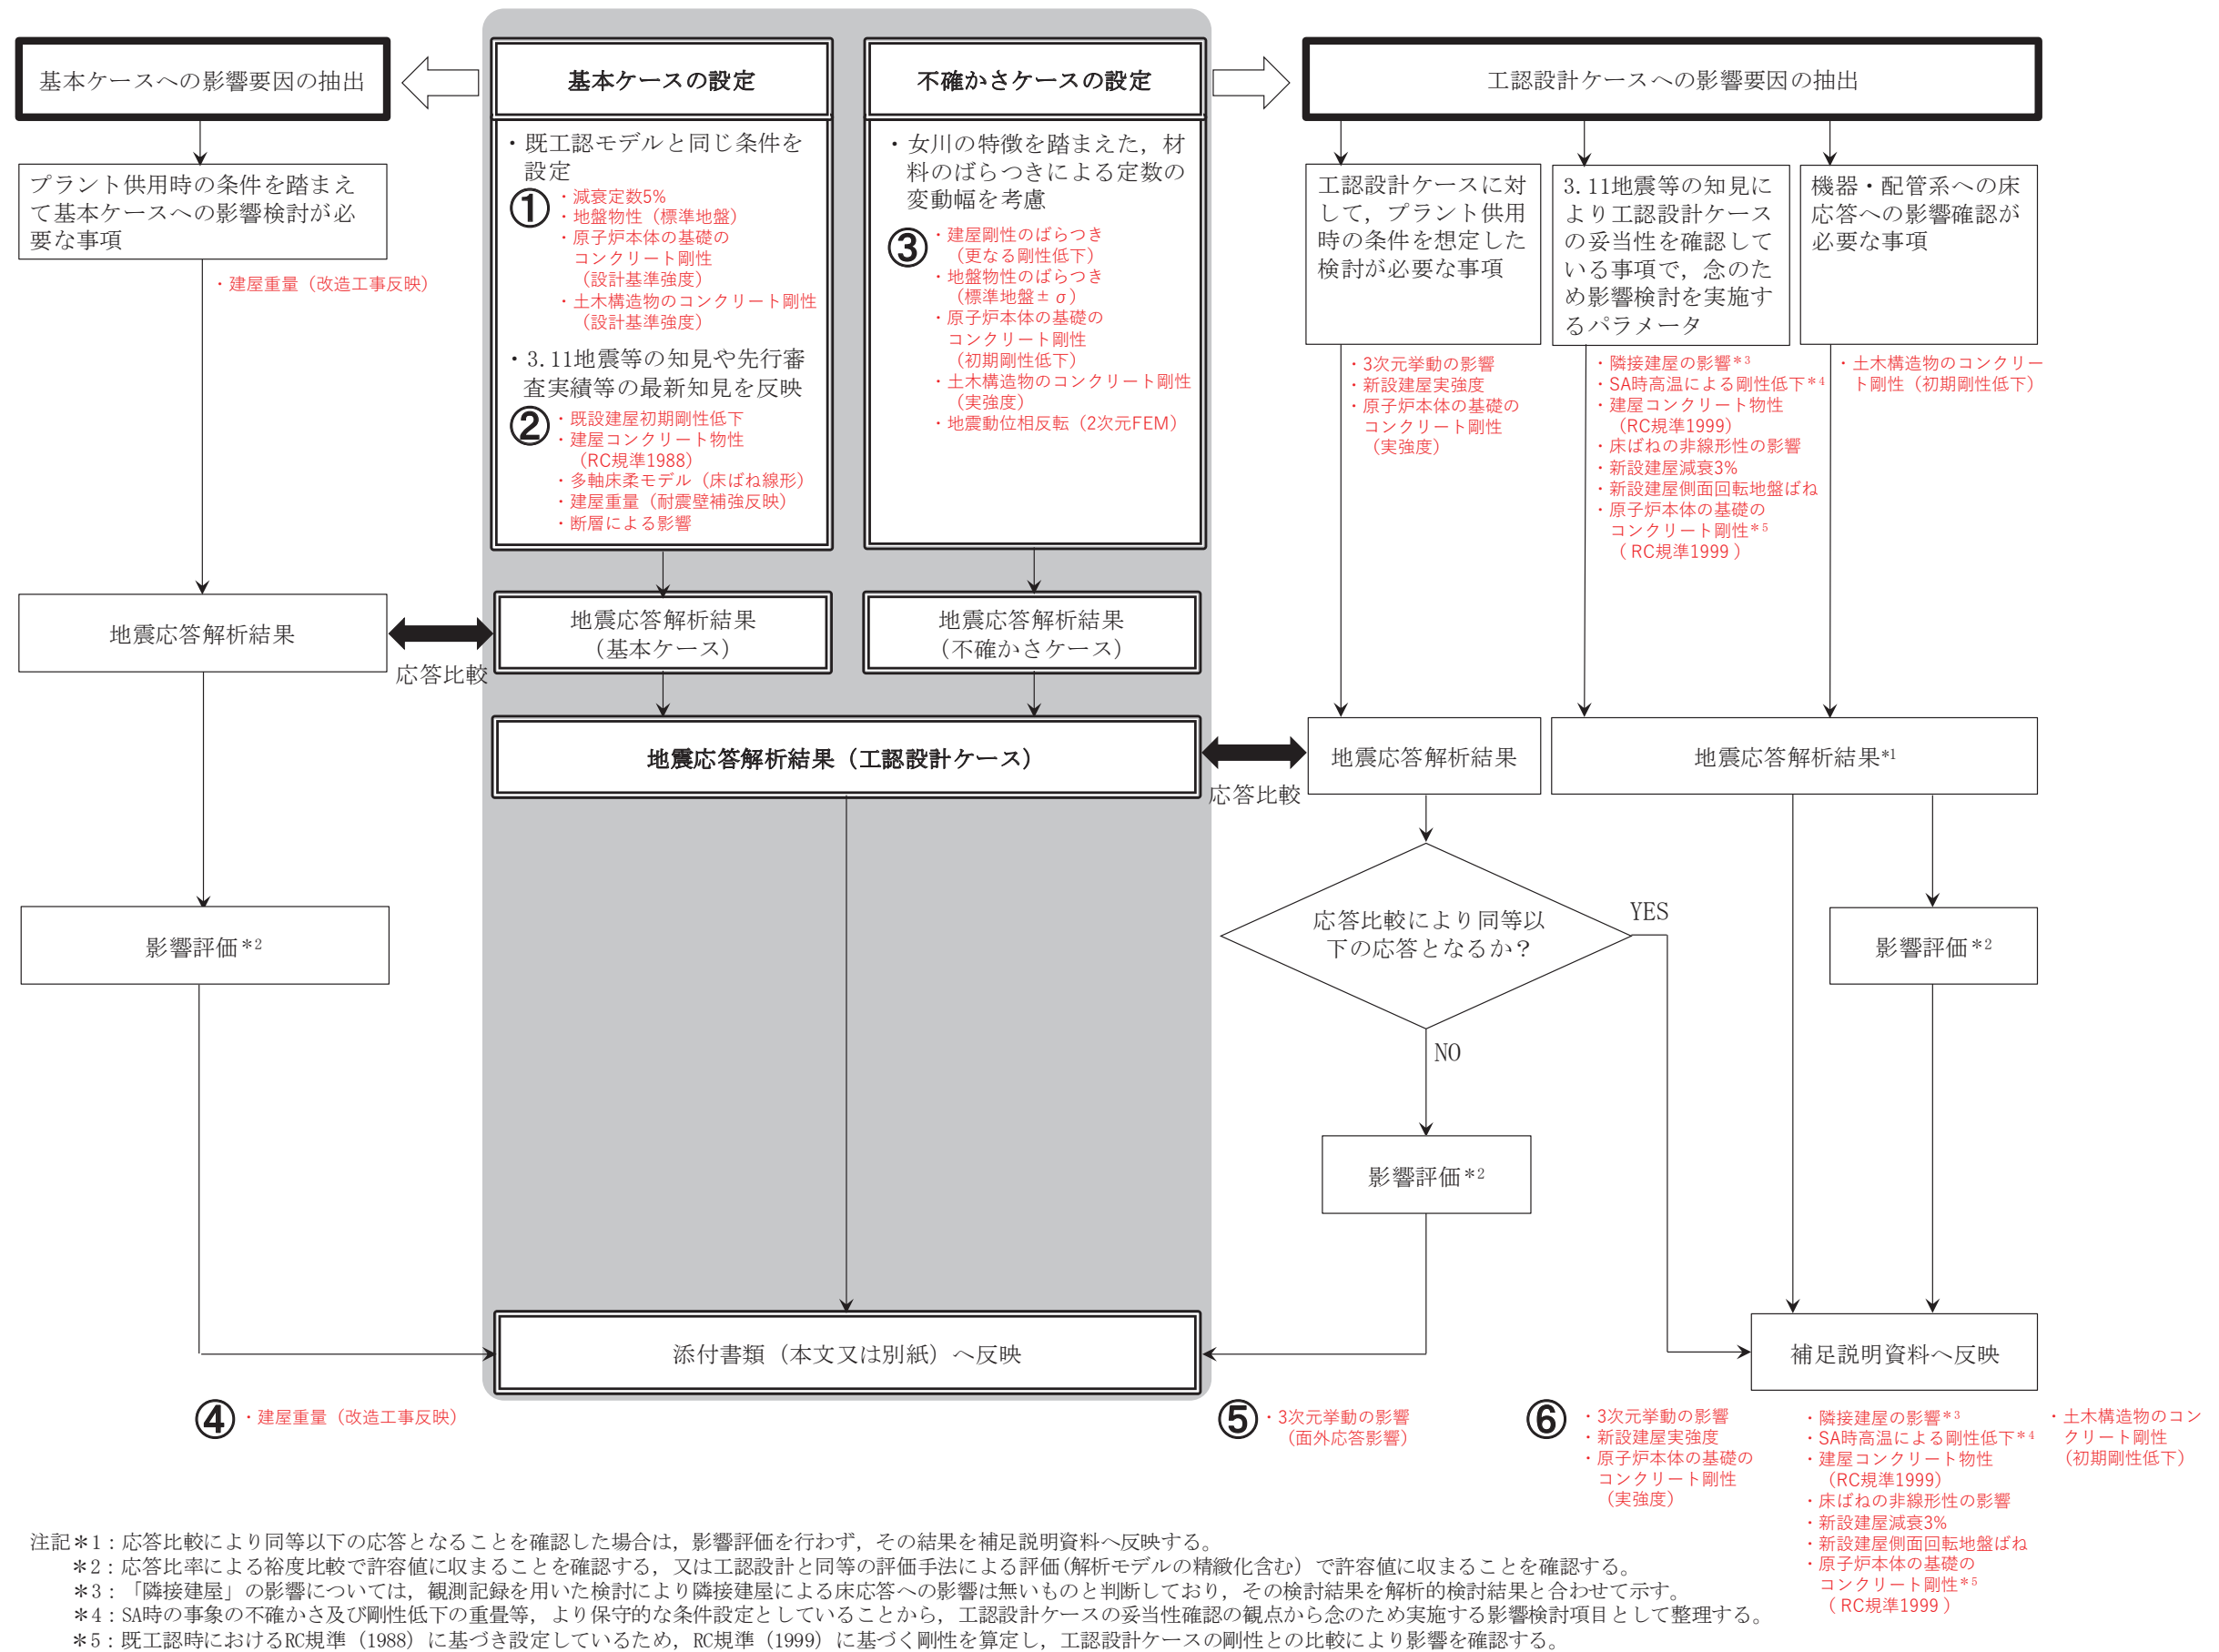 基本ケースへの影響要因の抽出
プラント供用時の条件を踏まえ
て基本ケースへの影響検討が必
要な事項
・建屋重量（改造工事反映）
地震応答解析結果
応答比較
影響評価＊2
基本ケースの設定
・既工認モデルと同じ条件を
設定
①
・減衰定数5%
・地盤物性（標準地盤）
・原子炉本体の基礎の
コンクリート剛性
（設計基準強度）
・土木構造物のコンクリート剛性
（設計基準強度）
・3.11地震等の知見や先行審
査実績等の最新知見を反映
②
・既設建屋初期剛性低下
・建屋コンクリート物性
（RC規準1988）
・多軸床柔モデル（床ばね線形）
・建屋重量（耐震壁補強反映）
・断層による影響
地震応答解析結果
（基本ケース）
不確かさケースの設定
・女川の特徴を踏まえた，材
料のばらつきによる定数の
変動幅を考慮
③
・建屋剛性のばらつき
（更なる剛性低下）
・地盤物性のばらつき
（標準地盤±σ）
・原子炉本体の基礎の
コンクリート剛性
（初期剛性低下）
・土木構造物のコンクリート剛性
（実強度）
・地震動位相反転（2次元FEM）
地震応答解析結果
（不確かさケース）
地震応答解析結果（工認設計ケース）
応答比較
添付書類（本文又は別紙）へ反映
工認設計ケースへの影響要因の抽出
工認設計ケースに対
して，プラント供用
時の条件を想定した
検討が必要な事項
・3次元挙動の影響
・新設建屋実強度
・原子炉本体の基礎の
コンクリート剛性
（実強度）
地震応答解析結果
応答比較により同等以
下の応答となるか？
YES
NO
影響評価＊2
3.11地震等の知見に
より工認設計ケース
の妥当性を確認して
いる事項で，念のた
め影響検討を実施す
るパラメータ
・隣接建屋の影響＊3
・SA時高温による剛性低下＊4
・建屋コンクリート物性
（RC規準1999）
・床ばねの非線形性の影響
・新設建屋減衰3%
・新設建屋側面回転地盤ばね
・原子炉本体の基礎の
コンクリート剛性＊5
（ RC規準1999 ）
機器・配管系への床
応答への影響確認が
必要な事項
・土木構造物のコンクリー
ト剛性（初期剛性低下）
地震応答解析結果*1
影響評価＊2
補足説明資料へ反映
④
・建屋重量（改造工事反映）
⑤
・3次元挙動の影響
（面外応答影響）
⑥
・3次元挙動の影響
・新設建屋実強度
・原子炉本体の基礎の
コンクリート剛性
（実強度）
・隣接建屋の影響＊3
・SA時高温による剛性低下＊4
・建屋コンクリート物性
（RC規準1999）
・床ばねの非線形性の影響
・新設建屋減衰3%
・新設建屋側面回転地盤ばね
・原子炉本体の基礎の
コンクリート剛性＊5
（ RC規準1999 ）
・土木構造物のコン
クリート剛性
（初期剛性低下）
注記＊1：応答比較により同等以下の応答となることを確認した場合は，影響評価を行わず，その結果を補足説明資料へ反映する。
＊2：応答比率による裕度比較で許容値に収まることを確認する，又は工認設計と同等の評価手法による評価(解析モデルの精緻化含む）で許容値に収まることを確認する。
＊3：「隣接建屋」の影響については，観測記録を用いた検討により隣接建屋による床応答への影響は無いものと判断しており，その検討結果を解析的検討結果と合わせて示す。
＊4：SA時の事象の不確かさ及び剛性低下の重畳等，より保守的な条件設定としていることから，工認設計ケースの妥当性確認の観点から念のため実施する影響検討項目として整理する。
＊5：既工認時におけるRC規準（1988）に基づき設定しているため，RC規準（1999）に基づく剛性を算定し，工認設計ケースの剛性との比較により影響を確認する。